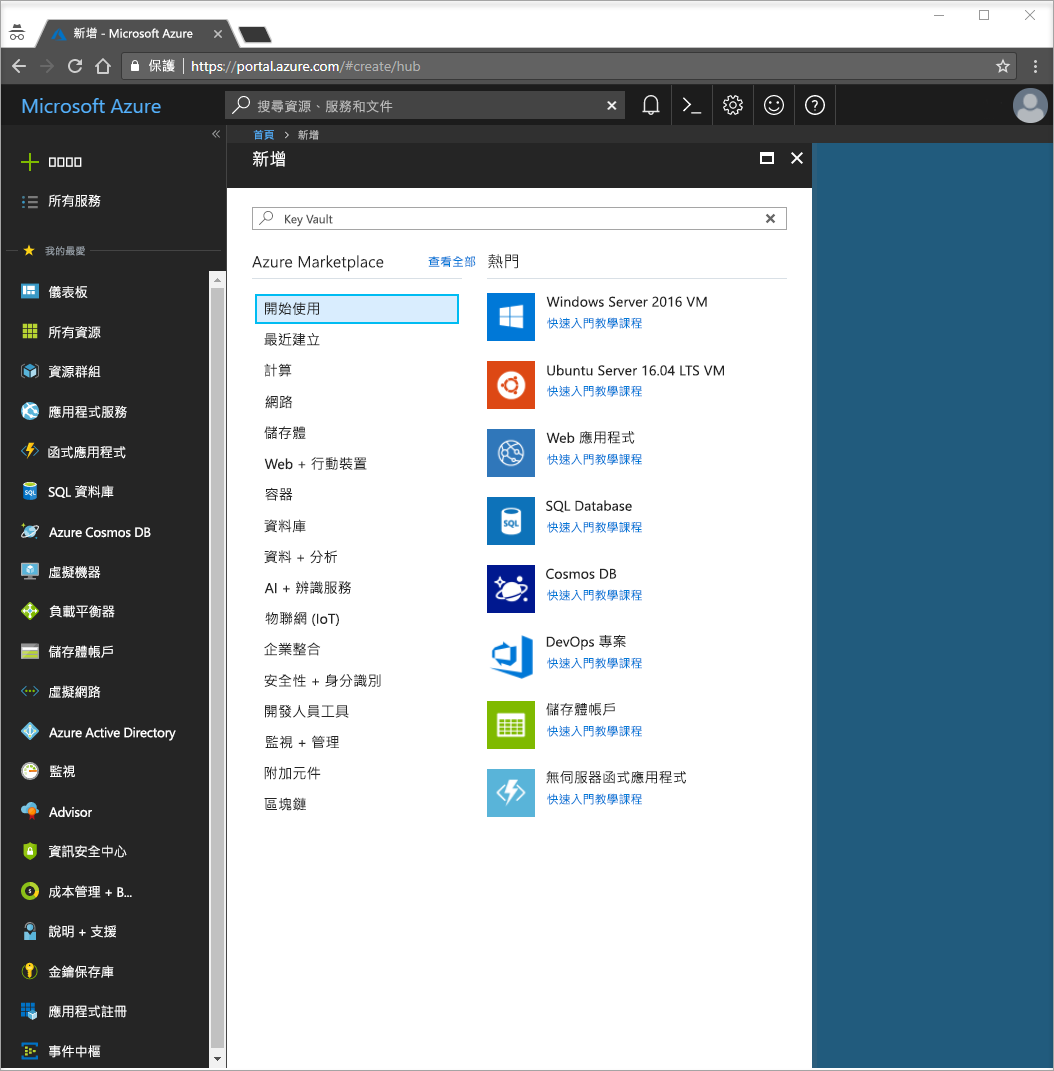 新增 - Microsoft Azure
保護 https://portal.azure.com/#create/hub
Microsoft Azure
搜尋資源、服務和文件
首頁 > 新增
新增
所有服務
我的最愛
儀表板
所有資源
資源群組
應用程式服務
函式應用程式
SQL 資料庫
Azure Cosmos DB
虛擬機器
負載平衡器
儲存體帳戶
虛擬網路
Azure Active Directory
監視
Advisor
資訊安全中心
成本管理 + B...
說明 + 支援
金鑰保存庫
應用程式註冊
事件中樞
Key Vault
Azure Marketplace
查看全部
開始使用
最近建立
計算
網路
儲存體
Web + 行動裝置
容器
資料庫
資料 + 分析
AI + 辨識服務
物聯網 (IoT)
企業整合
安全性 + 身分識別
開發人員工具
監視 + 管理
附加元件
區塊鏈
熱門
Windows Server 2016 VM
快速入門教學課程
Ubuntu Server 16.04 LTS VM
快速入門教學課程
Web 應用程式
快速入門教學課程
SQL
SQL Database
快速入門教學課程
Cosmos DB
快速入門教學課程
DevOps 專案
快速入門教學課程
儲存體帳戶
快速入門教學課程
無伺服器函式應用程式
快速入門教學課程